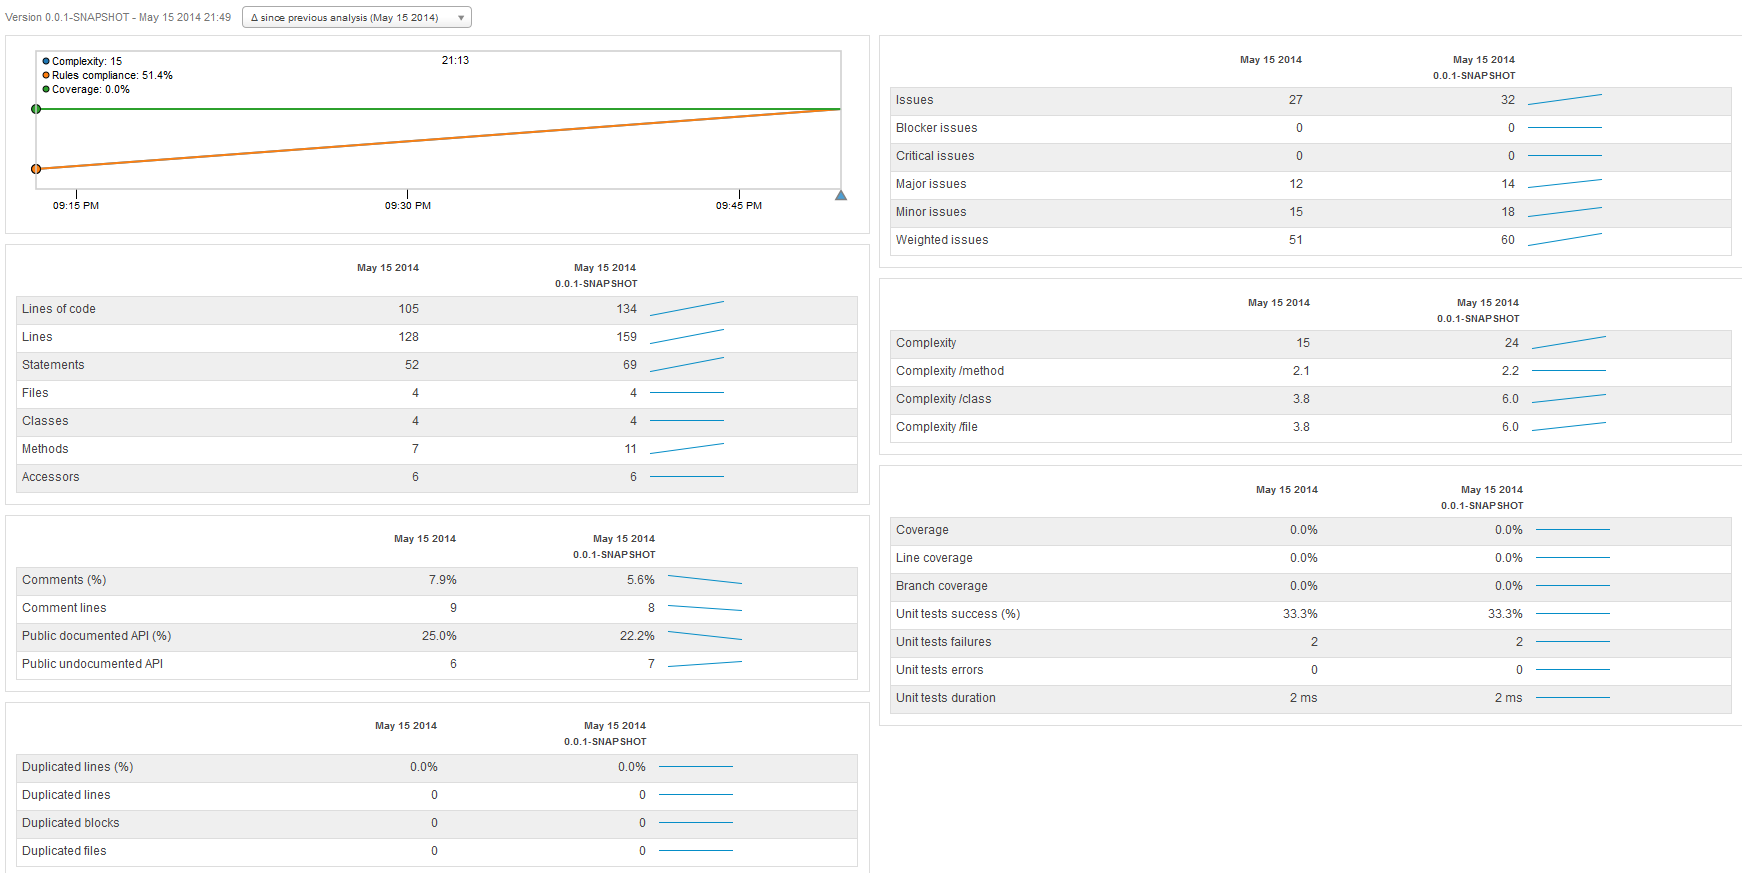 Version 0.0.1-SNAPSHOT - May 15 2014 21:49 Δ since previous analysis (May 15 2014)
Complexity: 15
21:13
Rules compliance: 51.4%
Coverage: 0.0%
09:15 PM 09:30 PM 09:45 PM
May 15 2014 May 15 2014
0.0.1-SNAPSHOT
Lines of code 105 134
Lines 128 159
Statements 52 69
Files 4 4
Classes 4 4
Methods 7 11
Accessors 6 6
May 15 2014 May 15 2014
0.0.1-SNAPSHOT
Comments (%) 7.9% 5.6%
Comment lines 9 8
Public documented API (%) 25.0% 22.2%
Public undocumented API 6 7
May 15 2014 May 15 2014
0.0.1-SNAPSHOT
Duplicated lines (%) 0.0% 0.0%
Duplicated lines 0 0
Duplicated blocks 0 0
Duplicated files 0 0
May 15 2014 May 15 2014
0.0.1-SNAPSHOT
Issues 27 32
Blocker issues 0 0
Critical issues 0 0
Major issues 12 14
Minor issues 15 18
Weighted issues 51 60
May 15 2014 May 15 2014
0.0.1-SNAPSHOT
Complexity 15 24
Complexity /method 2.1 2.2
Complexity /class 3.8 6.0
Complexity /file 3.8 6.0
May 15 2014 May 15 2014
0.0.1-SNAPSHOT
Coverage 0.0% 0.0%
Line coverage 0.0% 0.0%
Branch coverage 0.0% 0.0%
Unit tests success (%) 33.3% 33.3%
Unit tests failures 2 2
Unit tests errors 0 0
Unit tests duration 2 ms 2 ms